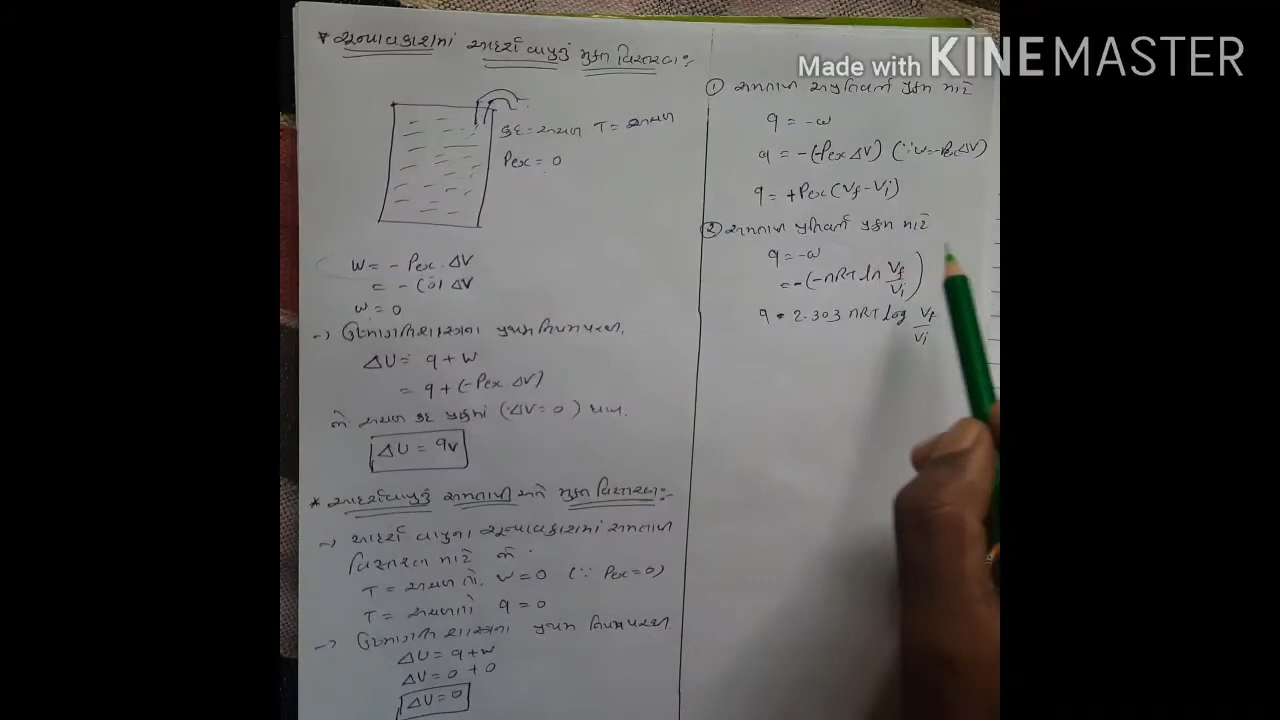 Made with KINEMASTER
* શૂન્યાવકાશમાં આદર્શ વાયુનું મુક્ત વિસ્તરણ :-
કદ = અચળ T = અચળ
Pex = 0
W = - Pex . ΔV
= - (0) ΔV
W = 0
→ ઉષ્માગતિશાસ્ત્રના પ્રથમ નિયમ પરથી,
ΔU = q + W
= q + (-Pex ΔV)
જો અચળ કદે પ્રક્રમમાં (ΔV = 0) થાય.
ΔU = qv
* આદર્શ વાયુનું સમતાપી અને મુક્ત વિસ્તરણ :-
→ આદર્શ વાયુના શૂન્યાવકાશમાં સમતાપી
વિસ્તરણ માટે જો
T = અચળ તો, W = 0 (∵ Pex = 0)
T = અચળ તો q = 0
→ ઉષ્માગતિ શાસ્ત્રના પ્રથમ નિયમ પરથી
ΔU = q + W
ΔU = 0 + 0
ΔU = 0
① સમતાપી અપ્રતિવર્તી પ્રક્રમ માટે
q = -w
q = -(-Pex ΔV) (∵ w = -Pex ΔV)
q = +Pex (Vf - Vi)
② સમતાપી પ્રતિવર્તી પ્રક્રમ માટે
q = -w
= -(-nRT ln Vf/Vi)
q = 2.303 nRT log Vf/Vi